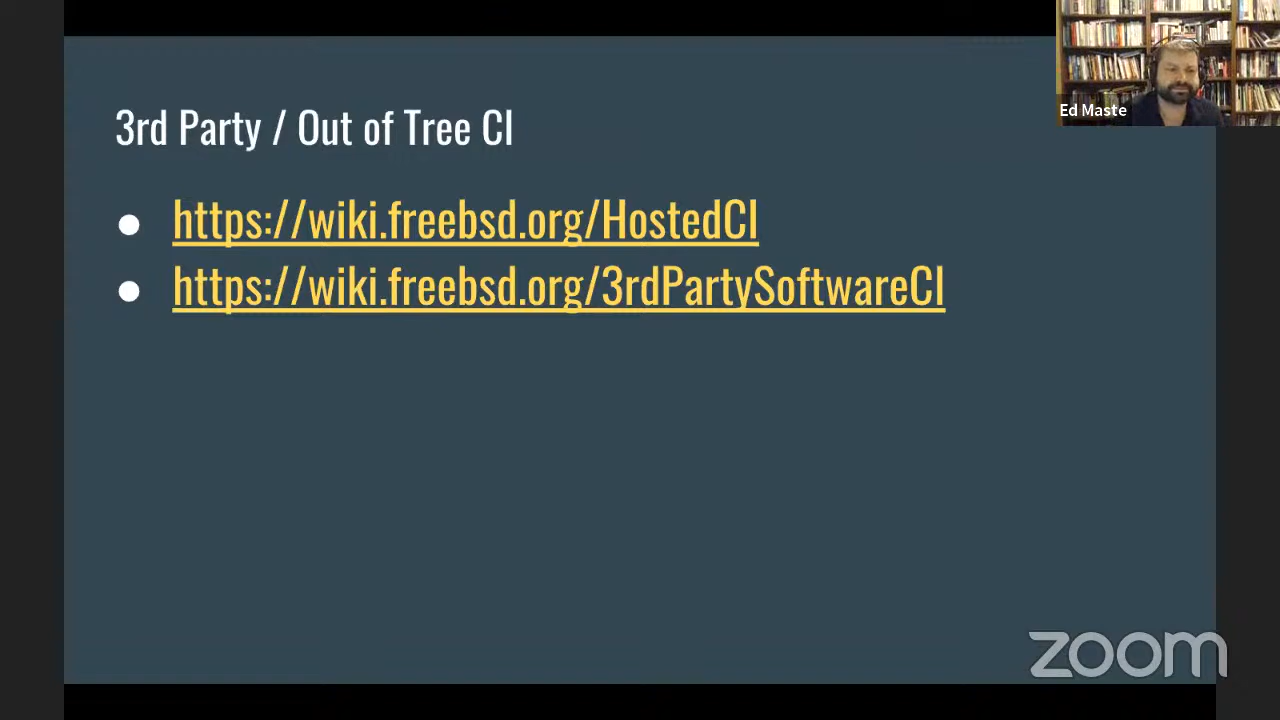 3rd Party / Out of Tree CI
● https://wiki.freebsd.org/HostedCI
● https://wiki.freebsd.org/3rdPartySoftwareCI
Ed Maste
zoom